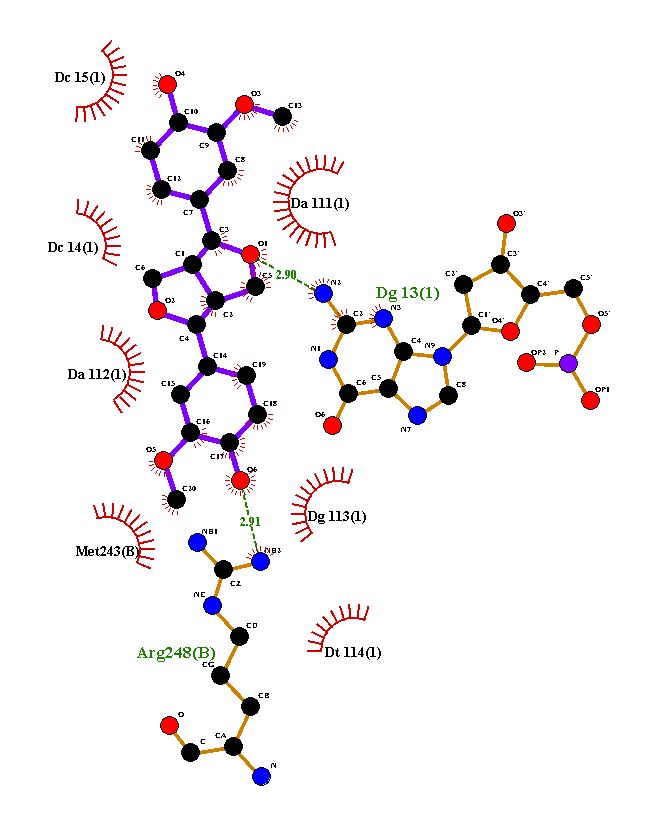 Dc 15(1)
O4
O3
C10
C13
C11
C9
C8
C12
C7
Da 111(1)
C3
O1
Dc 14(1)
C1
2.90
C6
C5
N2
O2
C2
C4
Dg 13(1)
O3'
C3'
C2'
C4'
C5'
C1'
O4'
O5'
OP2
P
OP1
C2
N3
N1
C4
N9
C6
C5
C8
O6
N7
Da 112(1)
C14
C19
C15
C18
C16
C17
O5
O6
C20
2.91
Dg 113(1)
Met243(B)
NH1
NH2
CZ
NE
CD
Arg248(B)
CG
CB
Dt 114(1)
O
C
CA
N